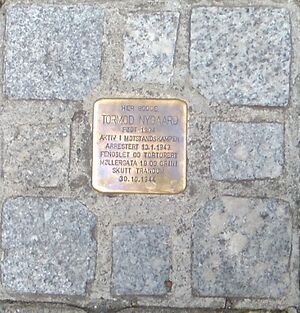 HER BODDE
TORMOD NYGAARD
FØDT
AKTIV I MOTSTANDSKAMPEN
ARRESTERT 13.1.1942
FENGSLET OG TORTURERT
MØLLERGATA 19 OG GRINI
SKUTT TRANDUM
30.10.1944